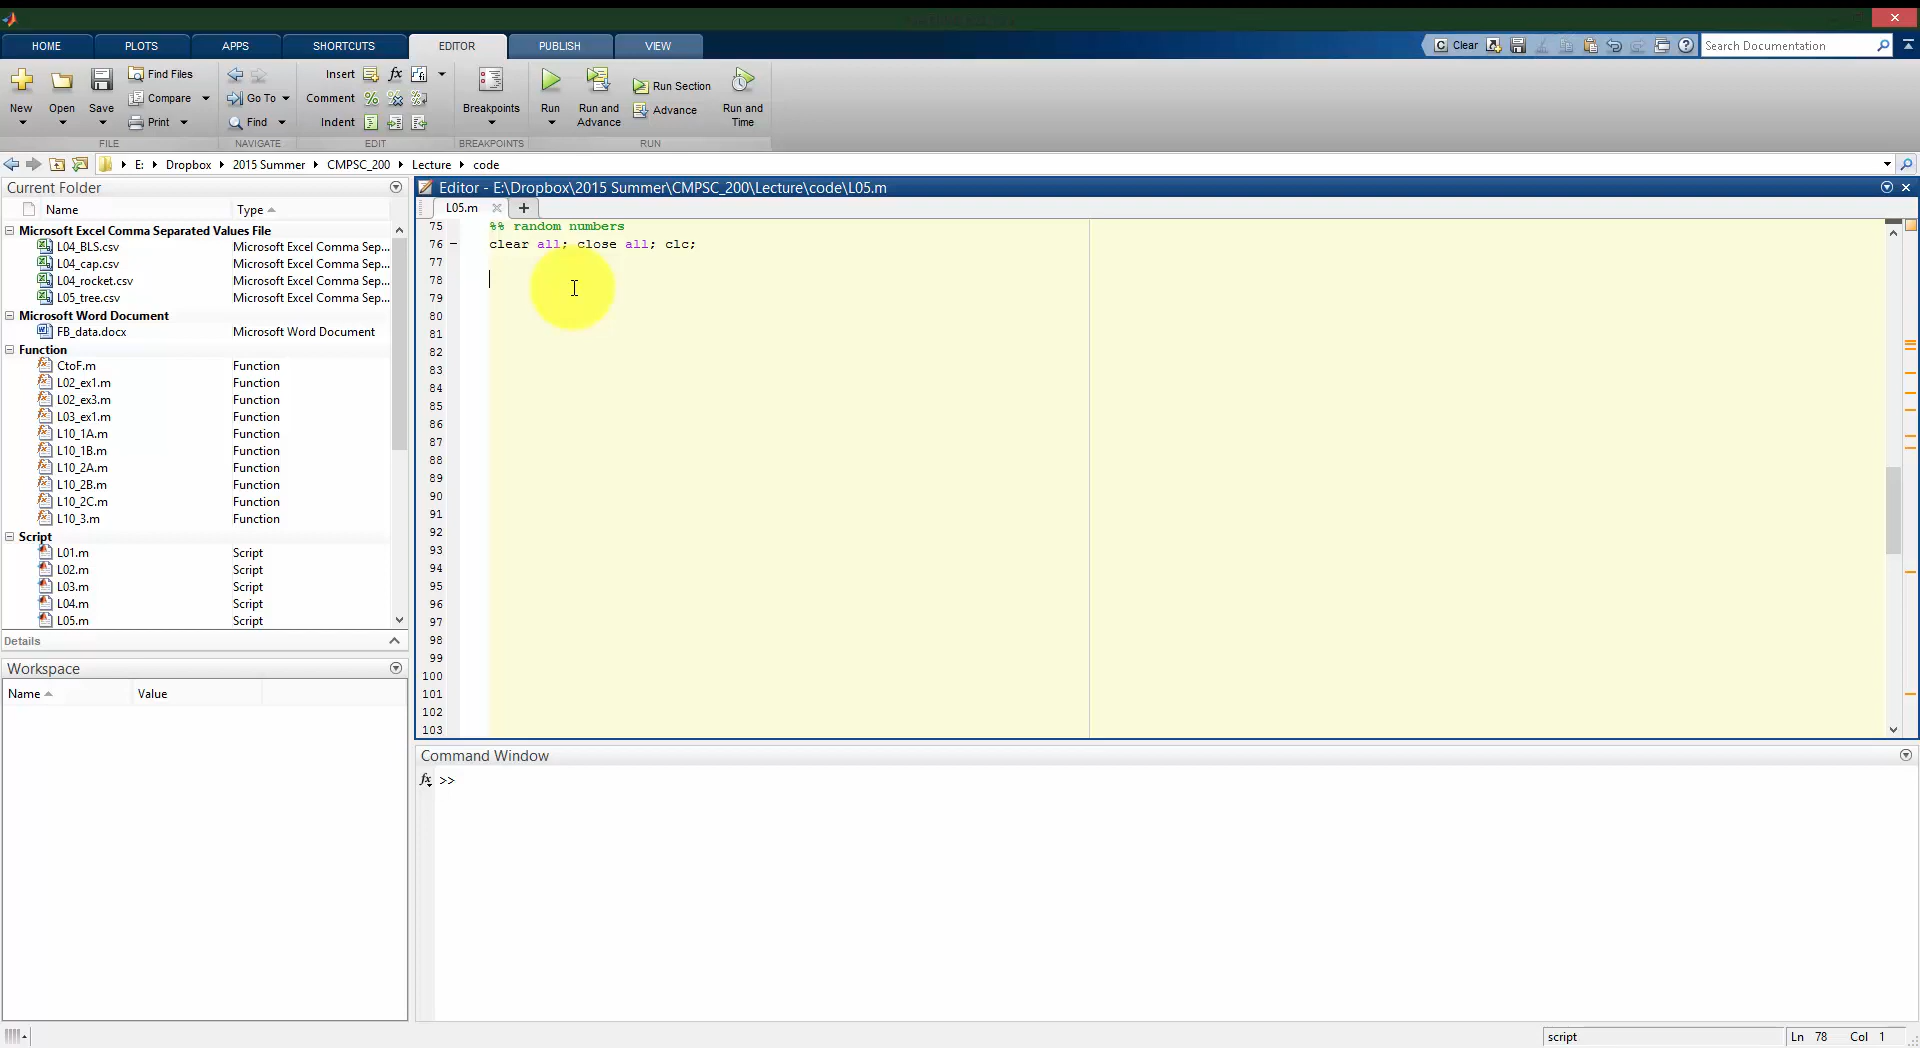 HOME PLOTS APPS SHORTCUTS EDITOR PUBLISH VIEW Clear Search Documentation
New Open Save Find Files Compare Print
FILE
Go To Find
NAVIGATE
Insert fx
Comment
Indent
EDIT
Breakpoints
BREAKPOINTS
Run Run and Advance Run Section Advance Run and Time
RUN
E: Dropbox 2015 Summer CMPSC_200 Lecture code
Current Folder
Name Type
Microsoft Excel Comma Separated Values File
L04_BLS.csv Microsoft Excel Comma Sep...
L04_cap.csv Microsoft Excel Comma Sep...
L04_rocket.csv Microsoft Excel Comma Sep...
L05_tree.csv Microsoft Excel Comma Sep...
Microsoft Word Document
FB_data.docx Microsoft Word Document
Function
CtoF.m Function
L02_ex1.m Function
L02_ex3.m Function
L03_ex1.m Function
L10_1A.m Function
L10_1B.m Function
L10_2A.m Function
L10_2B.m Function
L10_2C.m Function
L10_3.m Function
Script
L01.m Script
L02.m Script
L03.m Script
L04.m Script
L05.m Script
Details
Workspace
Name Value
Editor - E:\Dropbox\2015 Summer\CMPSC_200\Lecture\code\L05.m
L05.m
75 %% random numbers
76 clear all; close all; clc;
77
78
79
80
81
82
83
84
85
86
87
88
89
90
91
92
93
94
95
96
97
98
99
100
101
102
103
Command Window
fx >>
script Ln 78 Col 1